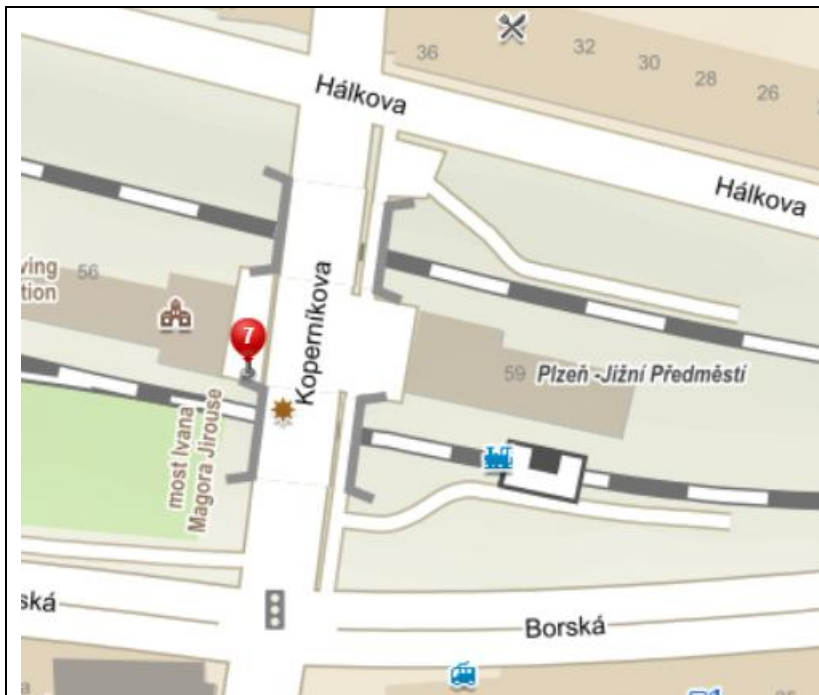 36
32
30
28
26
Hálkova
Hálkova
ving
tion
56
7
Koperníkova
59
Plzeň -Jižní Předměstí
most Ivana
Magora Jirouse
ská
Borská